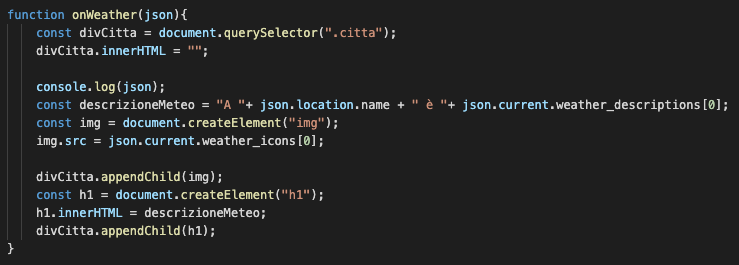 function onWeather(json){
    const divCitta = document.querySelector(".citta");
    divCitta.innerHTML = "";

    console.log(json);
    const descrizioneMeteo = "A "+ json.location.name + " è "+ json.current.weather_descriptions[0];
    const img = document.createElement("img");
    img.src = json.current.weather_icons[0];

    divCitta.appendChild(img);
    const h1 = document.createElement("h1");
    h1.innerHTML = descrizioneMeteo;
    divCitta.appendChild(h1);
}